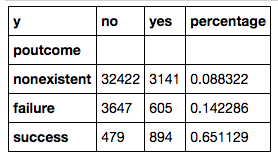 y no yes percentage
poutcome
nonexistent 32422 3141 0.088322
failure 3647 605 0.142286
success 479 894 0.651129